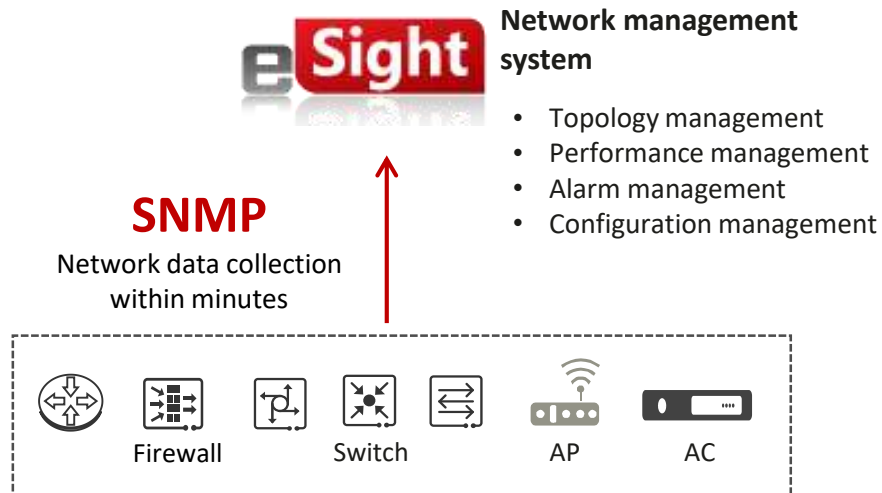 eSight
Network management
system
• Topology management
• Performance management
• Alarm management
• Configuration management
SNMP
Network data collection
within minutes
Firewall
Switch
AP
AC